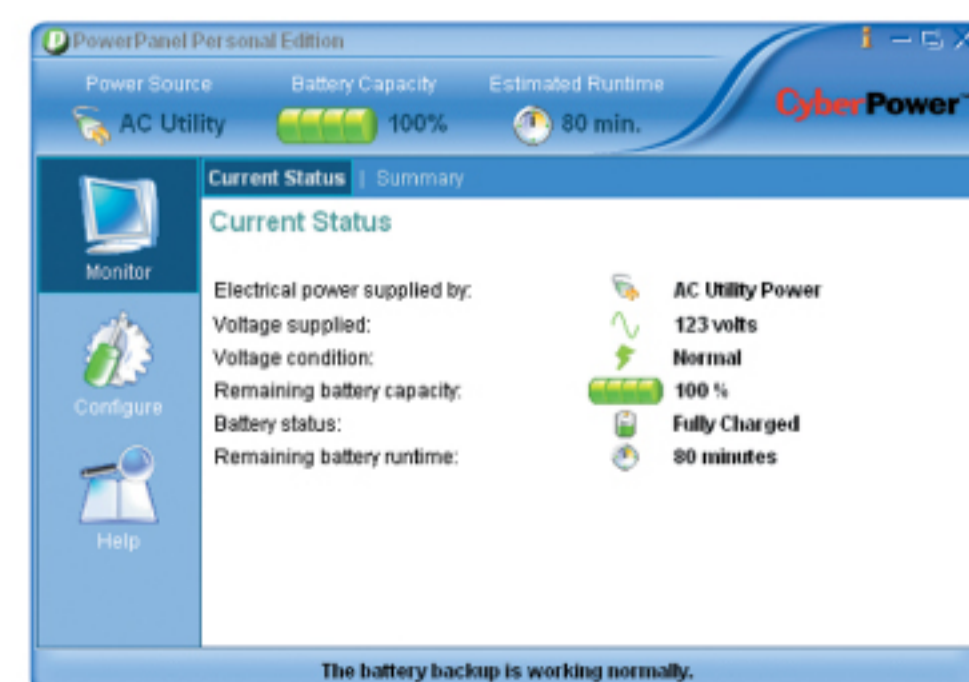 PowerPanel Personal Edition
Power Source Battery Capacity Estimated Runtime
AC Utility 100% 80 min.
CyberPower™
Current Status | Summary
Current Status
Monitor
Electrical power supplied by: AC Utility Power
Voltage supplied: 123 volts
Voltage condition: Normal
Remaining battery capacity: 100 %
Configure
Battery status: Fully Charged
Remaining battery runtime: 80 minutes
Help
The battery backup is working normally.